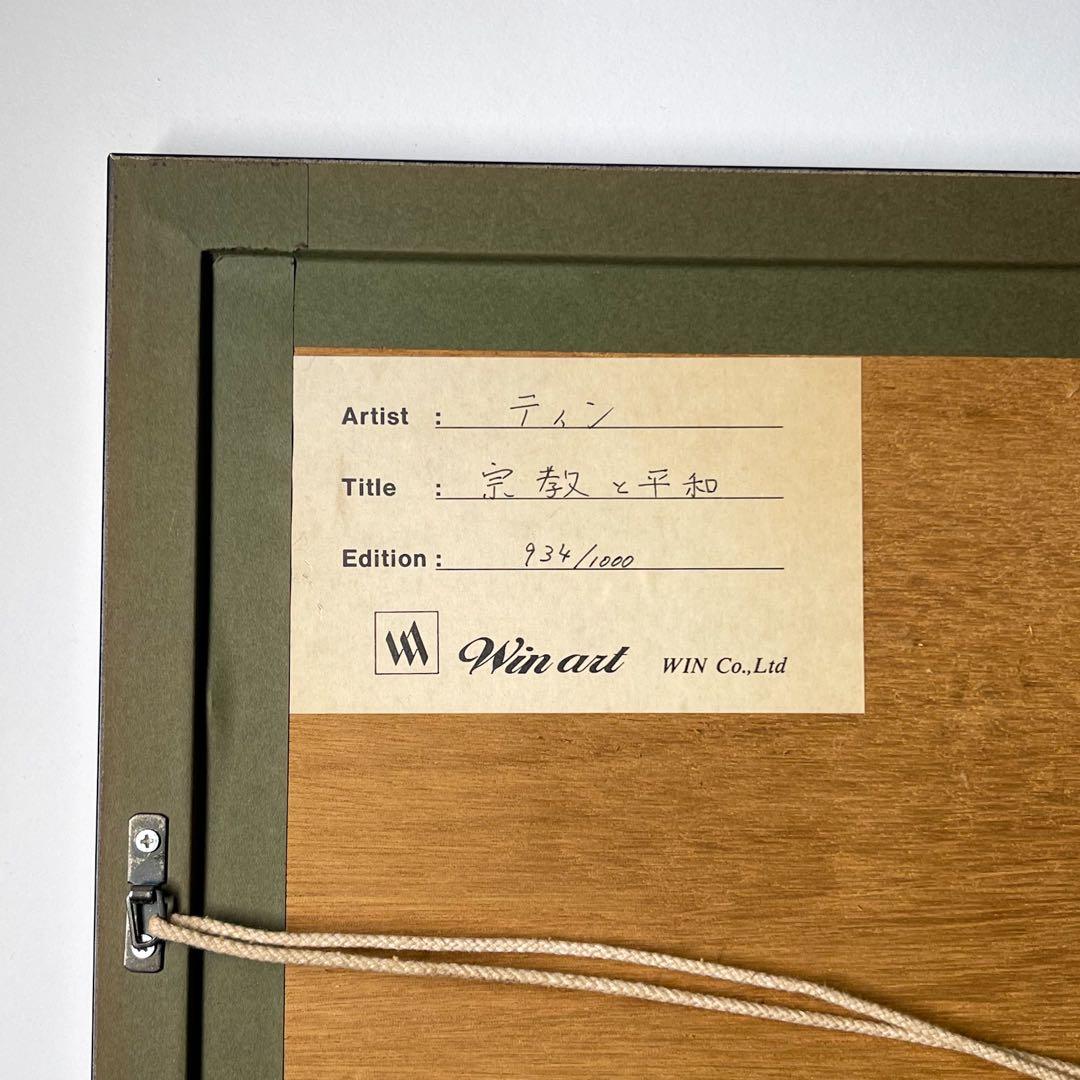 Artist : ティン
Title : 宗教と平和
Edition : 934/1000
Win art WIN Co.,Ltd